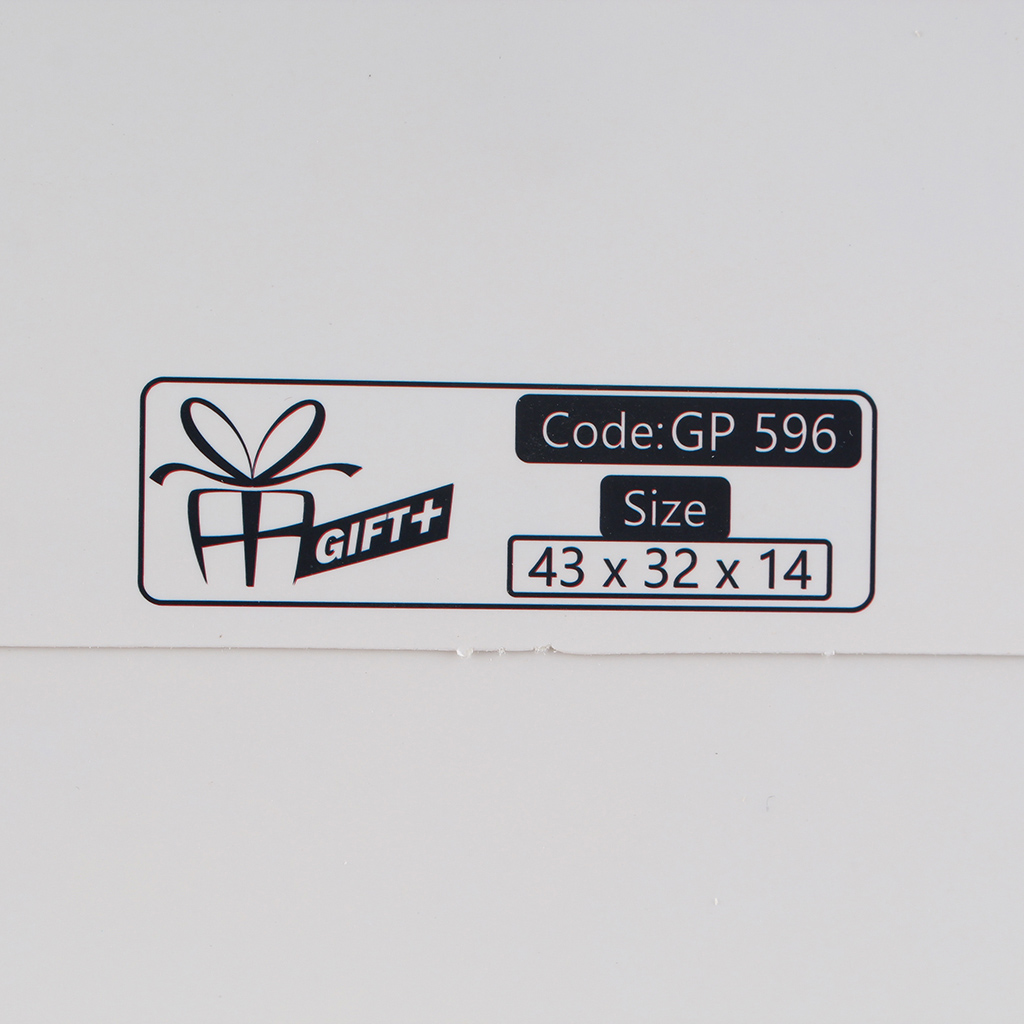 GIFT+
Code:GP 596
Size
43 x 32 x 14